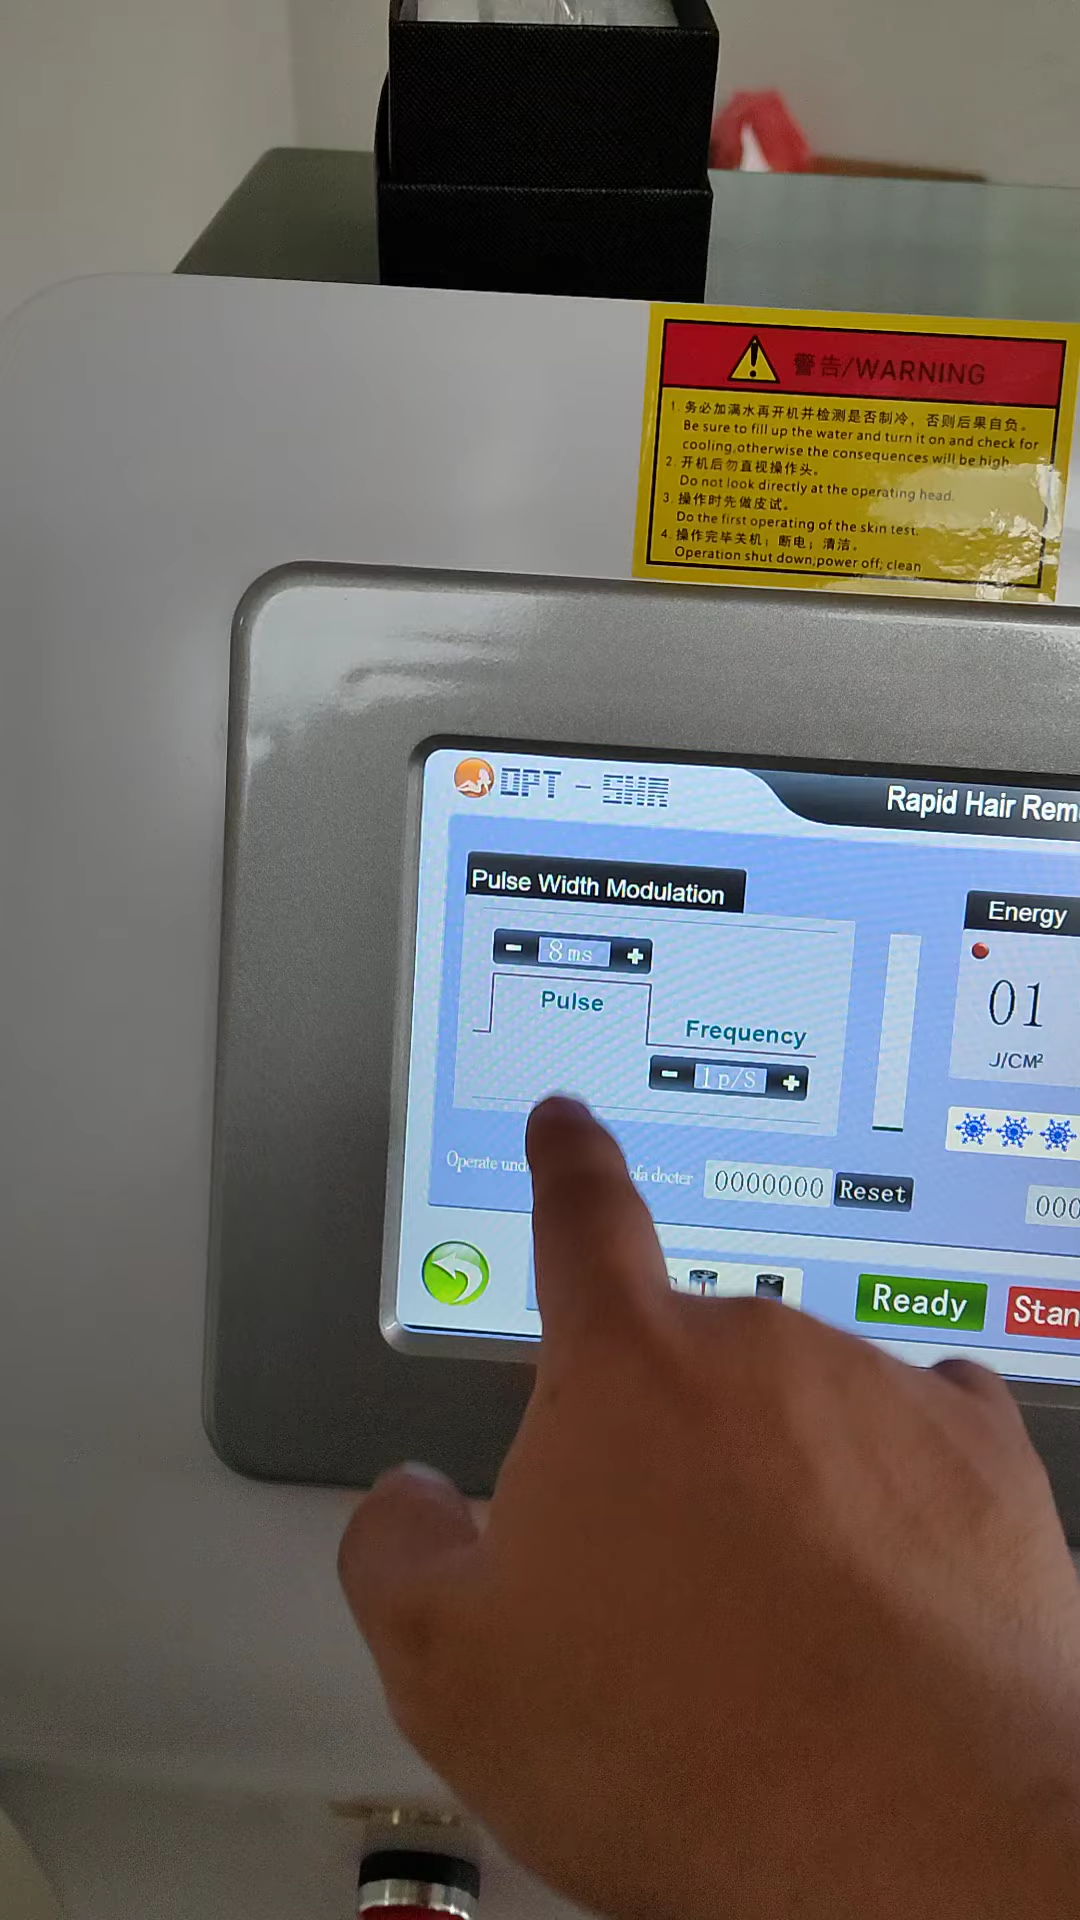 警告/WARNING
1. 务必加满水再开机并检测是否制冷，否则后果自负。
Be sure to fill up the water and turn it on and check for
cooling,otherwise the consequences will be high.
2. 开机后勿直视操作头。
Do not look directly at the operating head.
3. 操作时先做皮试。
Do the first operating of the skin test.
4. 操作完毕关机；断电；清洁。
Operation shut down;power off; clean
OPT - SHR
Rapid Hair Rem
Pulse Width Modulation
Energy
8ms
01
Pulse
Frequency
J/CM²
1p/S
Operate und
ofa docter
0000000
Reset
000
Ready
Stan